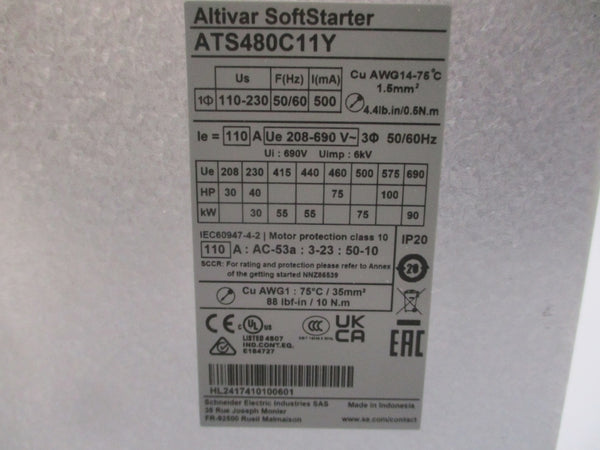 Altivar SoftStarter
ATS480C11Y
Us F(Hz) I(mA)
1Φ 110-230 50/60 500
Cu AWG14-75°C
1.5mm²
4.4lb.in/0.5N.m
Ie = 110 A Ue 208-690 V~ 3Φ 50/60Hz
Ui : 690V Uimp : 6kV
Ue 208 230 415 440 460 500 575 690
HP 30 40 75 100
kW 30 55 55 75 90
IEC60947-4-2 | Motor protection class 10
110 A : AC-53a : 3-23 : 50-10
IP20
SCCR: For rating and protection please refer to Annex
of the getting started NNZ86539
20
Cu AWG1 : 75°C / 35mm²
88 lbf-in / 10 N.m
CE
UL US
LISTED 4B07
IND.CONT.EQ.
E164727
CCC
UK
CA
EAC
HL2417410100601
Schneider Electric Industries SAS
35 Rue Joseph Monier
FR-92500 Rueil Malmaison
Made in Indonesia
www.se.com/contact